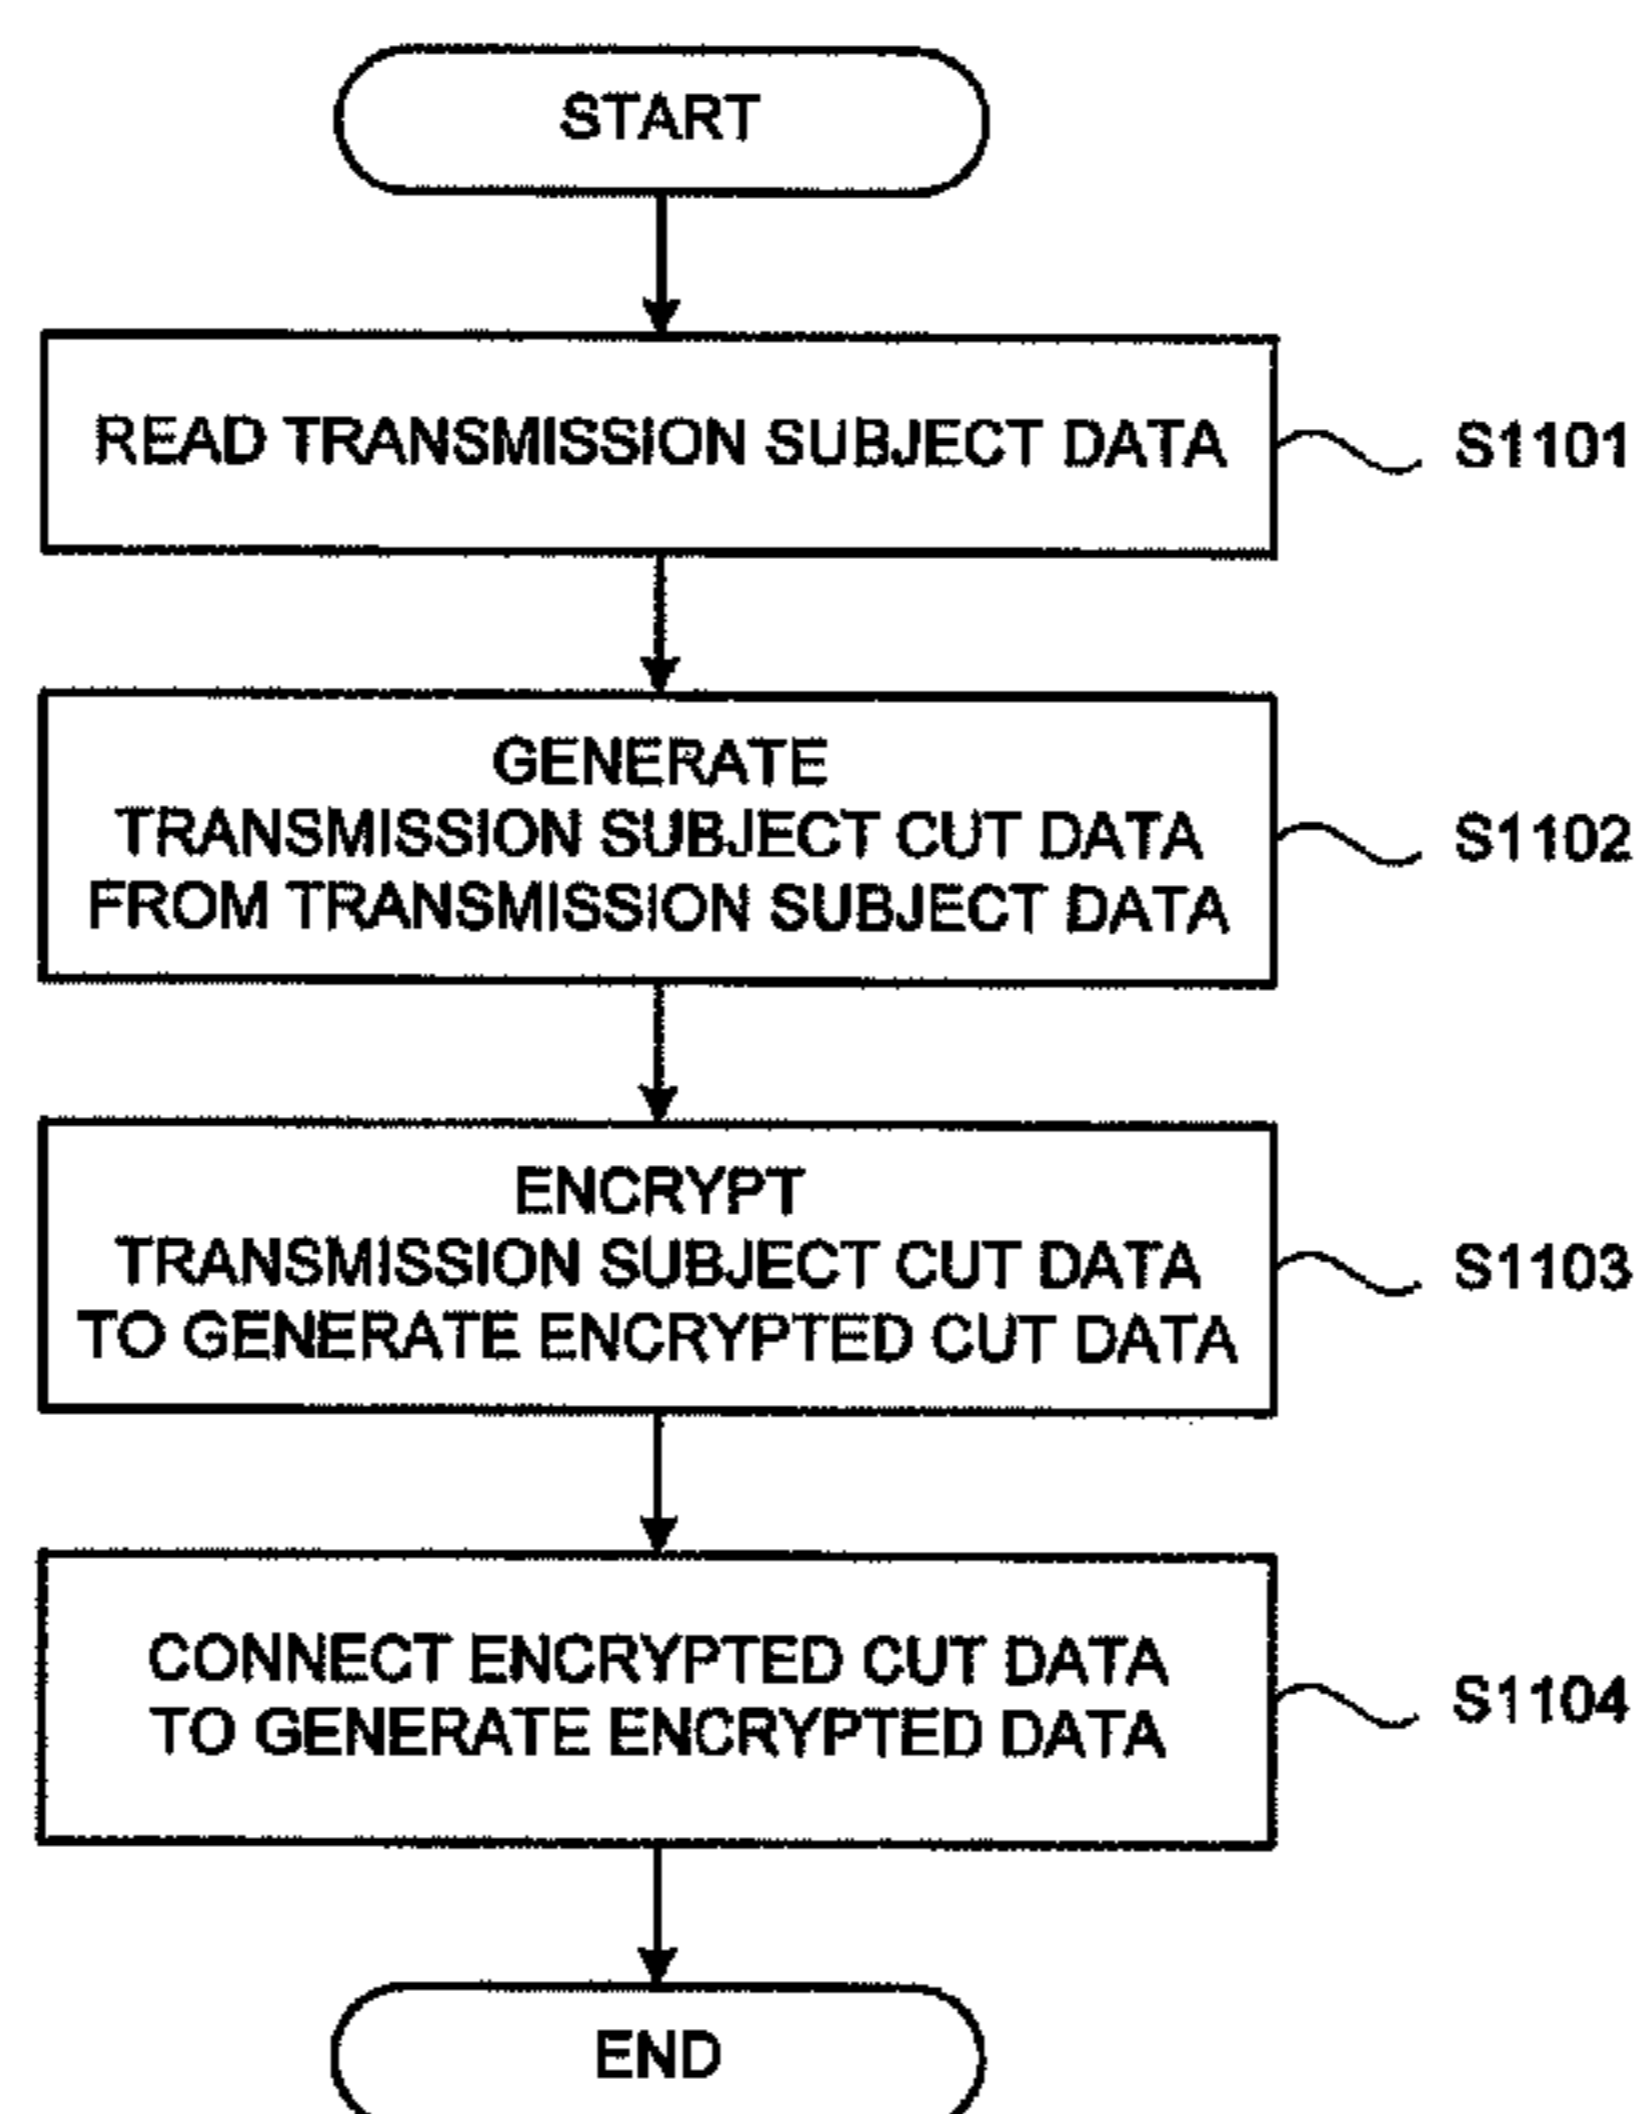 START
READ TRANSMISSION SUBJECT DATA
S1101
GENERATE
TRANSMISSION SUBJECT CUT DATA
FROM TRANSMISSION SUBJECT DATA
S1102
ENCRYPT
TRANSMISSION SUBJECT CUT DATA
TO GENERATE ENCRYPTED CUT DATA
S1103
CONNECT ENCRYPTED CUT DATA
TO GENERATE ENCRYPTED DATA
S1104
END